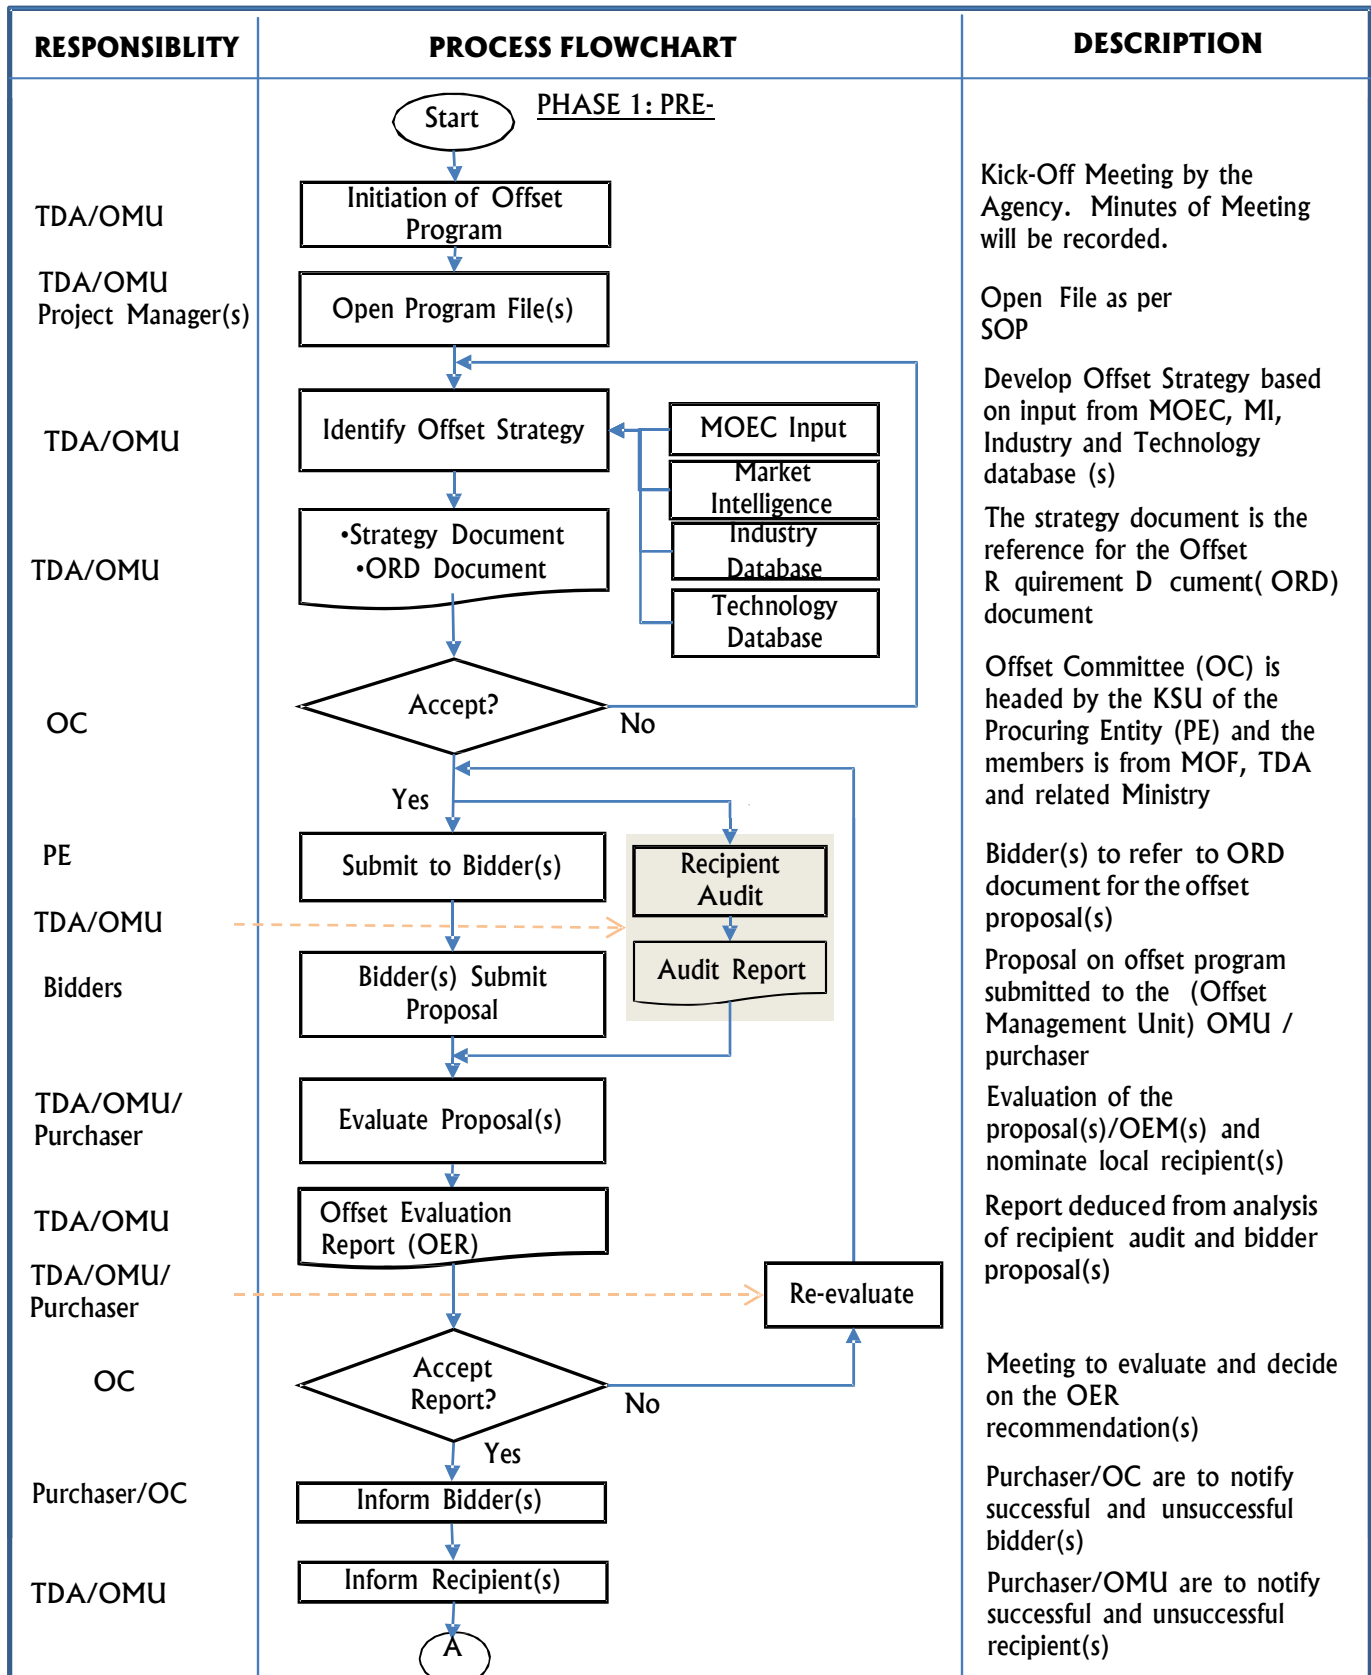 RESPONSIBLITY
PROCESS FLOWCHART
DESCRIPTION
PHASE 1: PRE-
Start
TDA/OMU
Initiation of Offset
Program
Kick-Off Meeting by the
Agency. Minutes of Meeting
will be recorded.
TDA/OMU
Project Manager(s)
Open Program File(s)
Open File as per
SOP
TDA/OMU
Identify Offset Strategy
MOEC Input
Market
Intelligence
Industry
Database
Technology
Database
Develop Offset Strategy based
on input from MOEC, MI,
Industry and Technology
database (s)
TDA/OMU
•Strategy Document
•ORD Document
The strategy document is the
reference for the Offset
R quirement D cument( ORD)
document
OC
Accept?
No
Yes
Offset Committee (OC) is
headed by the KSU of the
Procuring Entity (PE) and the
members is from MOF, TDA
and related Ministry
PE
Submit to Bidder(s)
Recipient
Audit
Bidder(s) to refer to ORD
document for the offset
proposal(s)
TDA/OMU
Audit Report
Bidders
Bidder(s) Submit
Proposal
Proposal on offset program
submitted to the (Offset
Management Unit) OMU /
purchaser
TDA/OMU/
Purchaser
Evaluate Proposal(s)
Evaluation of the
proposal(s)/OEM(s) and
nominate local recipient(s)
TDA/OMU
Offset Evaluation
Report (OER)
Report deduced from analysis
of recipient audit and bidder
proposal(s)
TDA/OMU/
Purchaser
Re-evaluate
OC
Accept
Report?
No
Yes
Meeting to evaluate and decide
on the OER
recommendation(s)
Purchaser/OC
Inform Bidder(s)
Purchaser/OC are to notify
successful and unsuccessful
bidder(s)
TDA/OMU
Inform Recipient(s)
Purchaser/OMU are to notify
successful and unsuccessful
recipient(s)
A